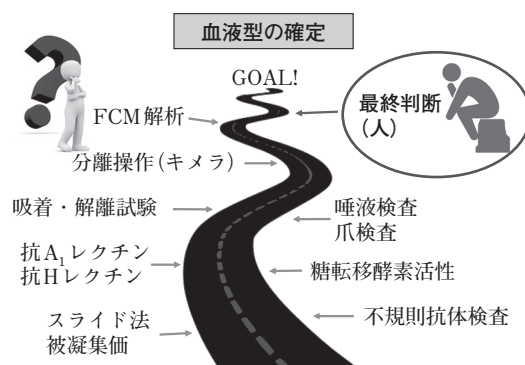 血液型の確定
GOAL!
最終判断
(人)
FCM解析
分離操作(キメラ)
吸着・解離試験
唾液検査
爪検査
抗A₁レクチン
抗Hレクチン
糖転移酵素活性
スライド法
被凝集価
不規則抗体検査